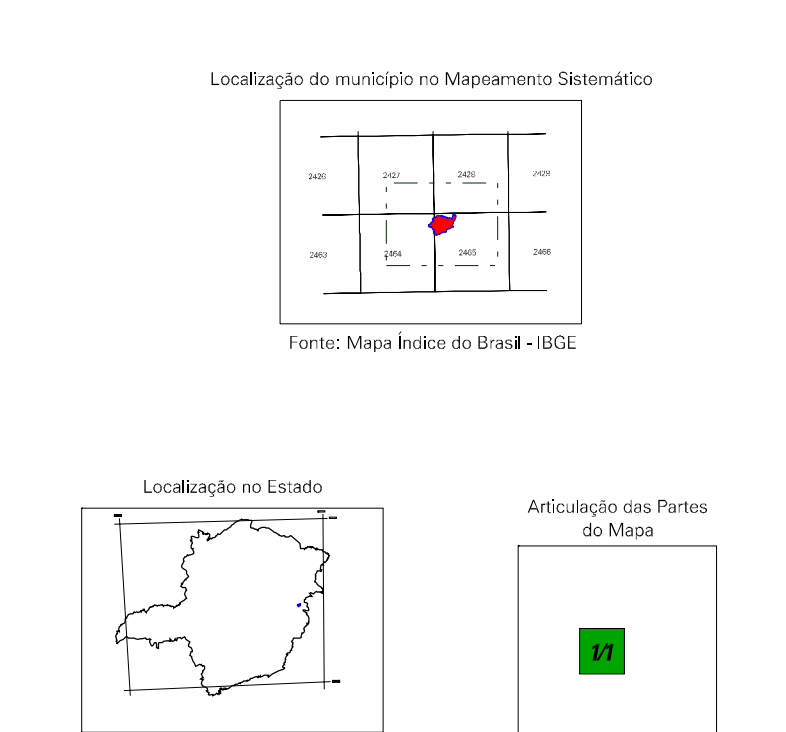 Localização do município no Mapeamento Sistemático
2426 2427 2428 2429
2463 2464 2465 2466
Fonte: Mapa Índice do Brasil - IBGE
Localização no Estado
Articulação das Partes
do Mapa
1/1